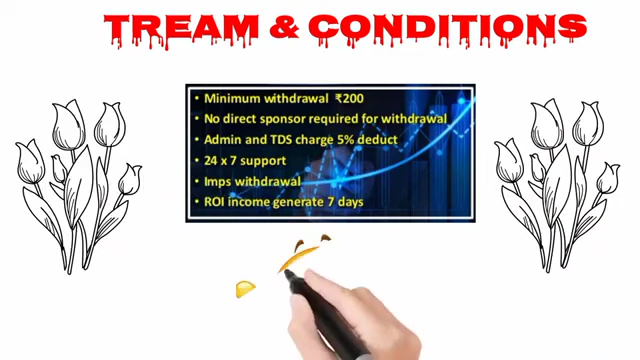 TREAM & CONDITIONS
• Minimum withdrawal ₹200
• No direct sponsor required for withdrawal
• Admin and TDS charge 5% deduct
• 24 x 7 support
• Imps withdrawal
• ROI income generate 7 days